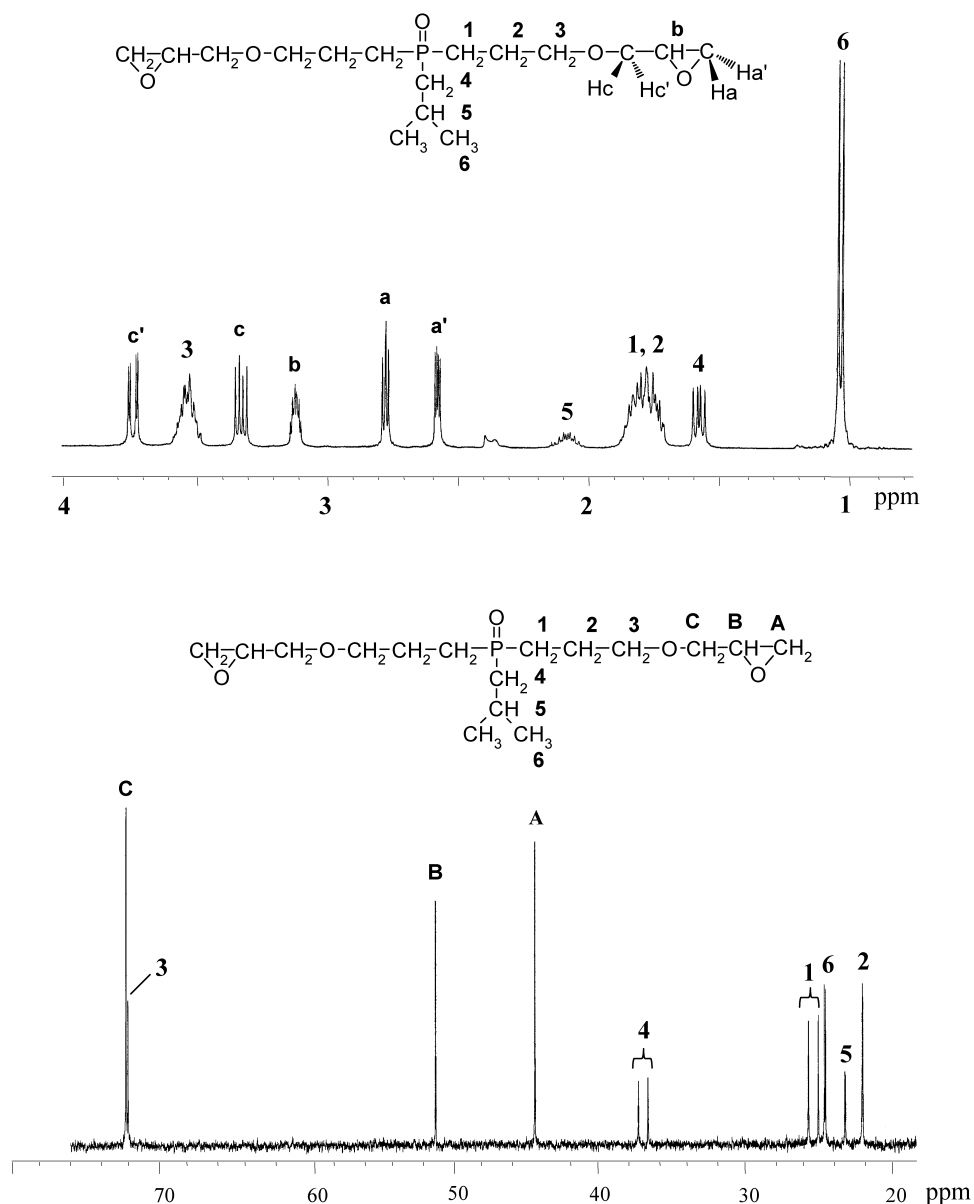 O
1 2 3 b
CH2-CH-CH2-O-CH2-CH2-CH2-P-CH2-CH2-CH2-O
O
O
Hc Hc' Ha Ha'
CH2 4
CH 5
CH3 CH3
6
6
c' 3 c b a a' 5 1, 2 4
4 3 2 1 ppm
O
1 2 3 C B A
CH2-CH-CH2-O-CH2-CH2-CH2-P-CH2-CH2-CH2-O-CH2-CH-CH2
O
O
CH2 4
CH 5
CH3 CH3
6
C
3
B
A
4
1 6 2
5
70 60 50 40 30 20 ppm